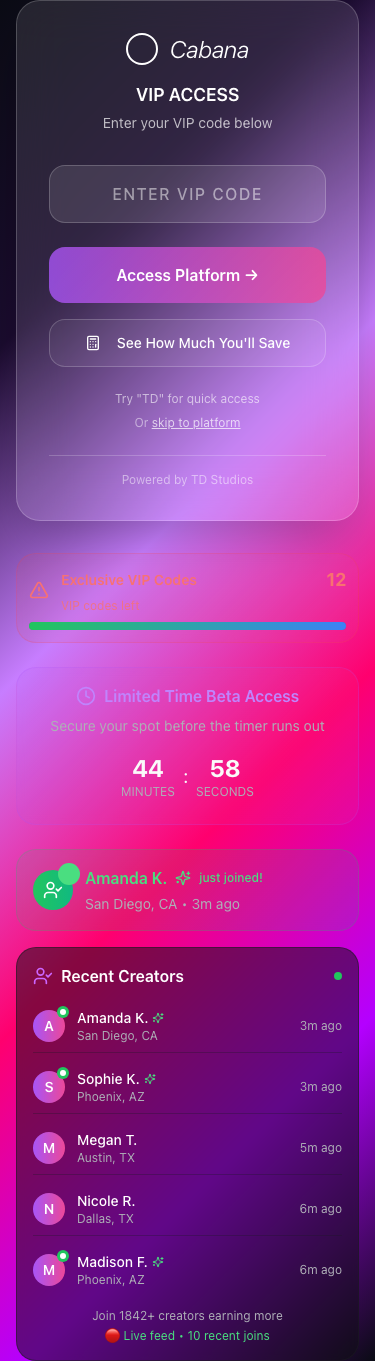 Cabana
VIP ACCESS
Enter your VIP code below
ENTER VIP CODE
Access Platform →
See How Much You'll Save
Try "TD" for quick access
Or skip to platform
Powered by TD Studios
Exclusive VIP Codes
12
Limited Time Beta Access
Secure your spot before the timer runs out
44 : 58
MINUTES SECONDS
Amanda K. just joined!
San Diego, CA • 3m ago
Recent Creators
A
Amanda K.
San Diego, CA
3m ago
S
Sophie K.
Phoenix, AZ
3m ago
M
Megan T.
Austin, TX
5m ago
N
Nicole R.
Dallas, TX
6m ago
M
Madison F.
Phoenix, AZ
6m ago
Join 1842+ creators earning more
🔴 Live feed • 10 recent joins